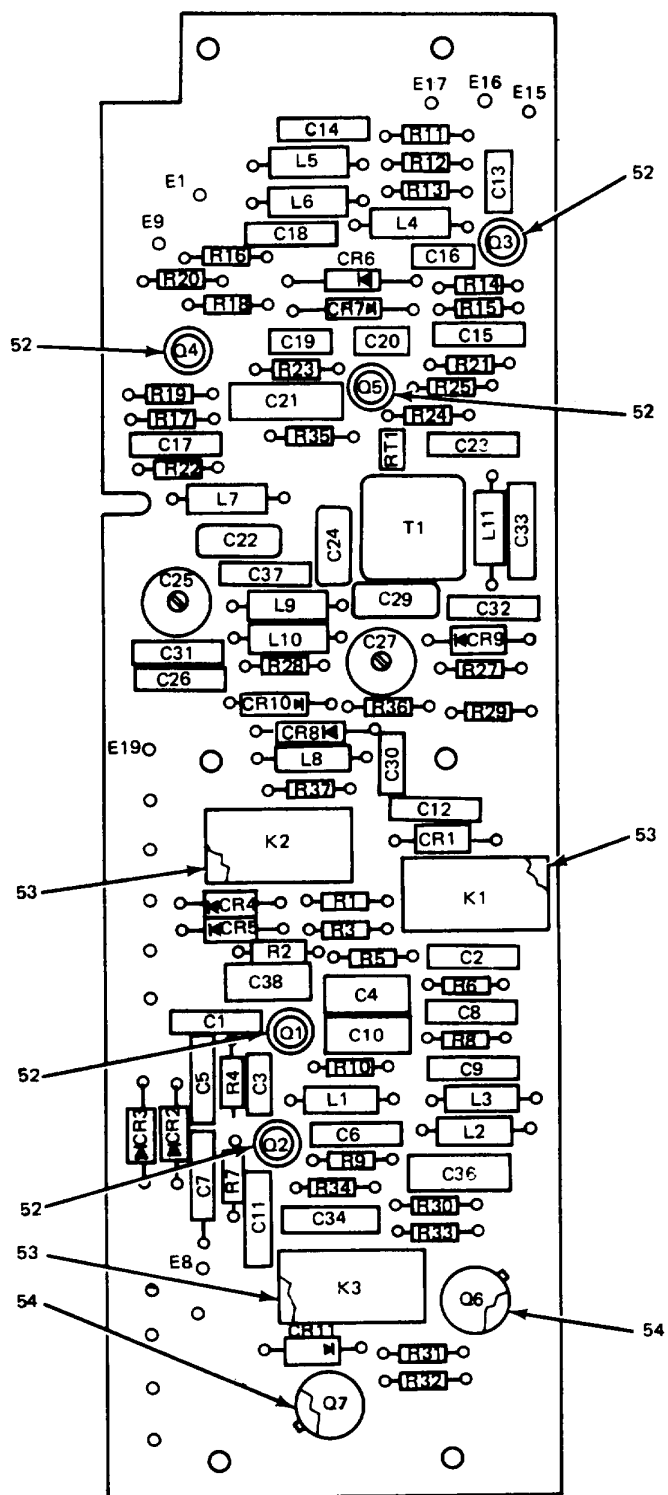 E17 E16 E15
C14 R11
L5 R12 C13 52
E1 L6 R13
L4
E9 C18 Q3
R16 CR6 C16
R20 R14
R18 CR7 R15
52 Q4 C19 C20 C15
R23 R21
Q5 R25
R19 C21 R24 52
R17 R35
C17 RT1 C23
R22
L7
C22 C24 T1 L11 C33
C37
C25 L9 C29 C32
L10 C27 CR9
C31 R28 R27
C26
CR10 R36 R29
CR8
E19 L8 C30
R37
C12
K2 CR1 53
53 K1
CR4 R1
CR5 R3
R2 R5 C2
C38 C4 R6
C1 Q1 C10 C8
R8
52 C5 R4 C3 R10 C9
L1 L3
CR3 CR2 Q2 C6 L2
R9
C7 R7 R34 C36
52 C11 C34 R30
R33
53 E8
K3 Q6
54 CR11 54
R31
R32
Q7